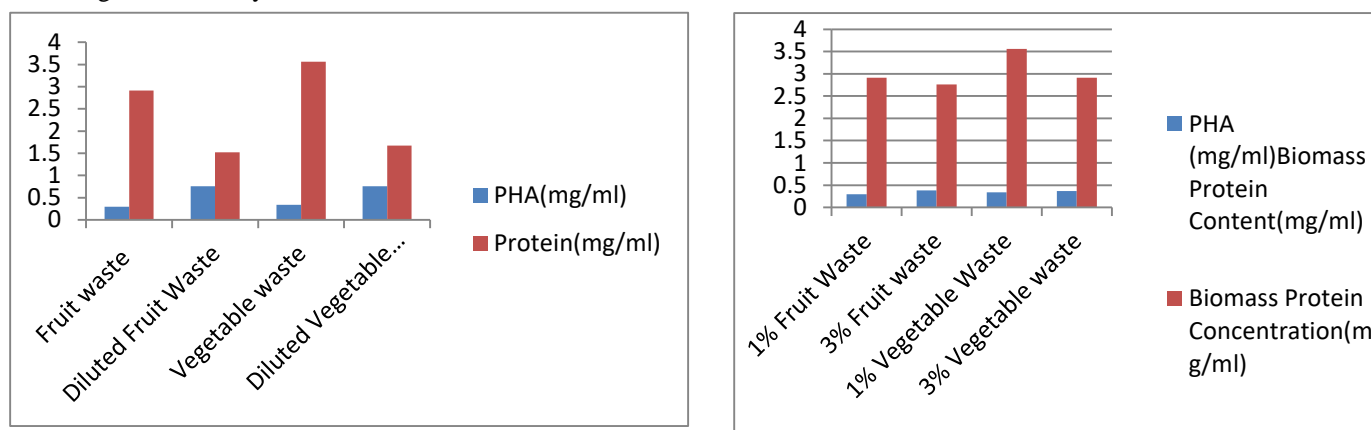 4
3.5
3
2.5
2
1.5
1
0.5
0
Fruit waste
Diluted Fruit Waste
Vegetable waste
Diluted Vegetable...
PHA(mg/ml)
Protein(mg/ml)
4
3.5
3
2.5
2
1.5
1
0.5
0
1% Fruit Waste
3% Fruit waste
1% Vegetable Waste
3% Vegetable waste
PHA
(mg/ml)Biomass
Protein
Content(mg/ml)
Biomass Protein
Concentration(m
g/ml)